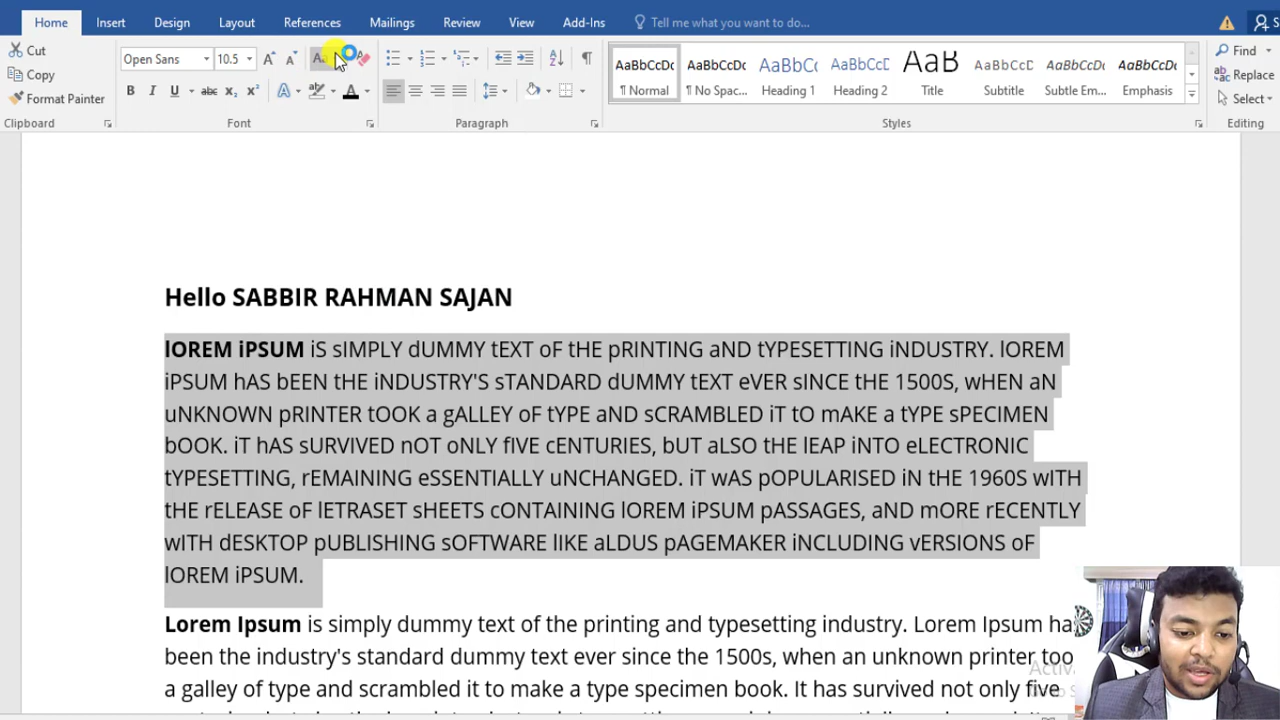 Home Insert Design Layout References Mailings Review View Add-Ins Tell me what you want to do...
Cut
Copy
Format Painter
Clipboard
Open Sans 10.5
Font
Paragraph
AaBbCcDc AaBbCcDc AaBbCc AaBbCcD AaB AaBbCcD AaBbCcDc AaBbCcDc
¶ Normal ¶ No Spac... Heading 1 Heading 2 Title Subtitle Subtle Em... Emphasis
Styles
Find
Replace
Select
Editing
Hello SABBIR RAHMAN SAJAN
lOREM iPSUM iS sIMPLY dUMMY tEXT oF tHE pRINTING aND tYPESETTING iNDUSTRY. lOREM
iPSUM hAS bEEN tHE iNDUSTRY'S sTANDARD dUMMY tEXT eVER sINCE tHE 1500S, wHEN aN
uNKNOWN pRINTER tOOK a gALLEY oF tYPE aND sCRAMBLED iT tO mAKE a tYPE sPECIMEN
bOOK. iT hAS sURVIVED nOT oNLY fIVE cENTURIES, bUT aLSO tHE lEAP iNTO eLECTRONIC
tYPESETTING, rEMAINING eSSENTIALLY uNCHANGED. iT wAS pOPULARISED iN tHE 1960S wITH
tHE rELEASE oF lETRASET sHEETS cONTAINING lOREM iPSUM pASSAGES, aND mORE rECENTLY
wITH dESKTOP pUBLISHING sOFTWARE lIKE aLDUS pAGEMAKER iNCLUDING vERSIONS oF
lOREM iPSUM.
Lorem Ipsum is simply dummy text of the printing and typesetting industry. Lorem Ipsum ha
been the industry's standard dummy text ever since the 1500s, when an unknown printer too
a galley of type and scrambled it to make a type specimen book. It has survived not only five